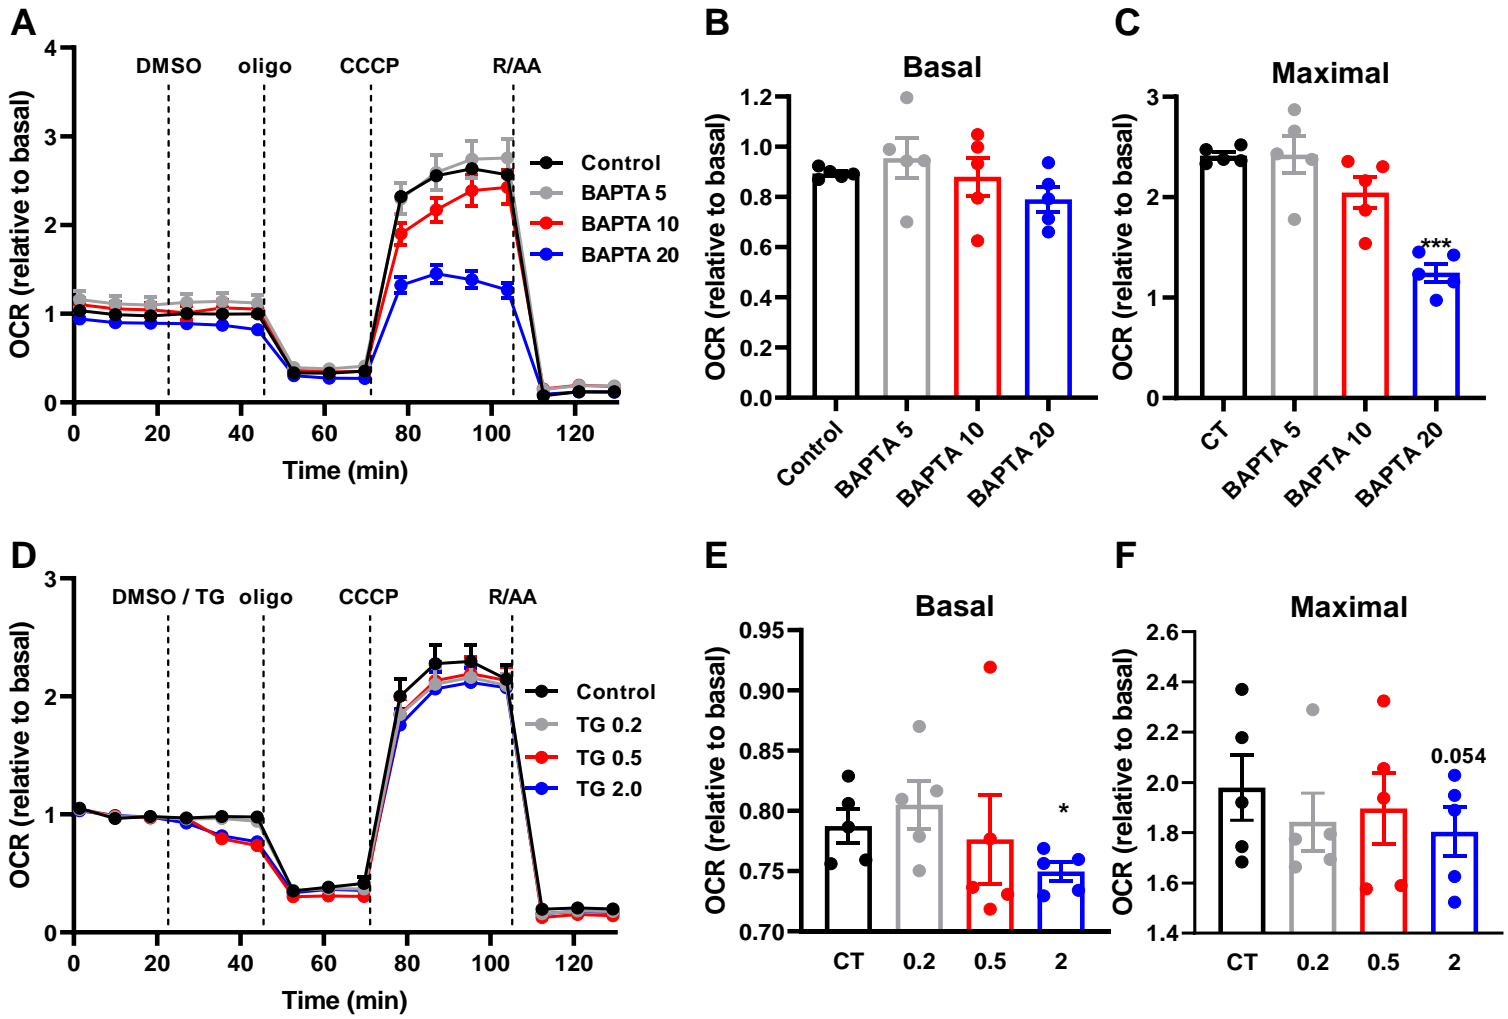 A
4
3
2
1
0
OCR (relative to basal)
DMSO
oligo
CCCP
R/AA
Control
BAPTA 5
BAPTA 10
BAPTA 20
0 20 40 60 80 100 120
Time (min)
B
Basal
1.2
1.0
0.8
0.6
0.4
0.2
0.0
OCR (relative to basal)
Control
BAPTA 5
BAPTA 10
BAPTA 20
C
Maximal
3
2
1
0
OCR (relative to basal)
***
CT
BAPTA 5
BAPTA 10
BAPTA 20
D
3
2
1
0
OCR (relative to basal)
DMSO / TG
oligo
CCCP
R/AA
Control
TG 0.2
TG 0.5
TG 2.0
0 20 40 60 80 100 120
Time (min)
E
Basal
0.95
0.90
0.85
0.80
0.75
0.70
OCR (relative to basal)
*
CT 0.2 0.5 2
F
Maximal
2.6
2.4
2.2
2.0
1.8
1.6
1.4
OCR (relative to basal)
0.054
CT 0.2 0.5 2